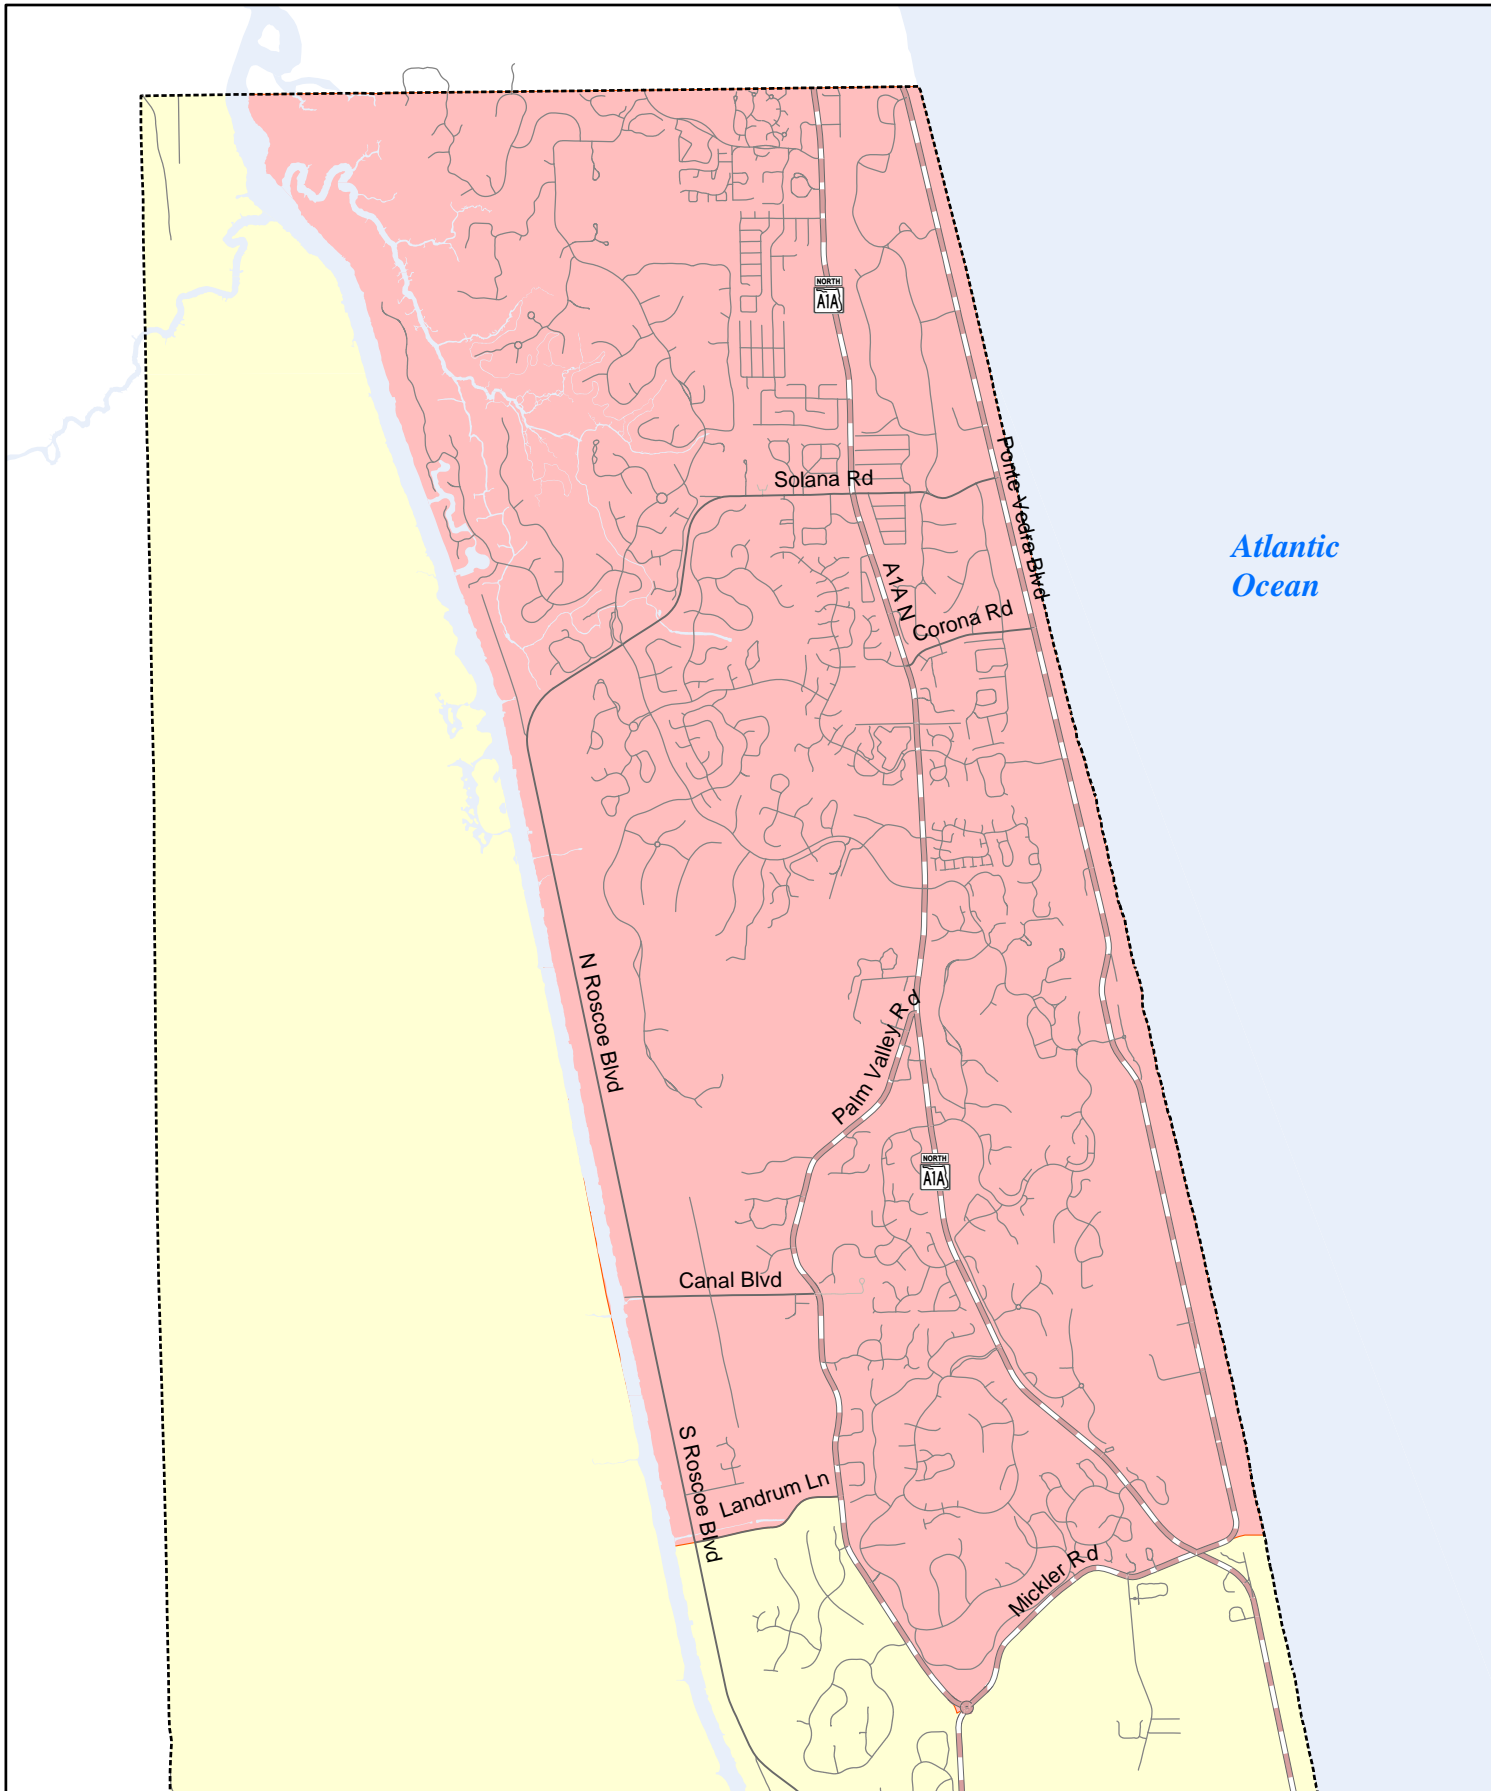 NORTH
A1A
Solana Rd
Ponte Vedra Blvd
Atlantic
Ocean
A1A N
Corona Rd
N Roscoe Blvd
Palm Valley Rd
NORTH
A1A
Canal Blvd
S Roscoe Blvd
Landrum Ln
Mickler Rd